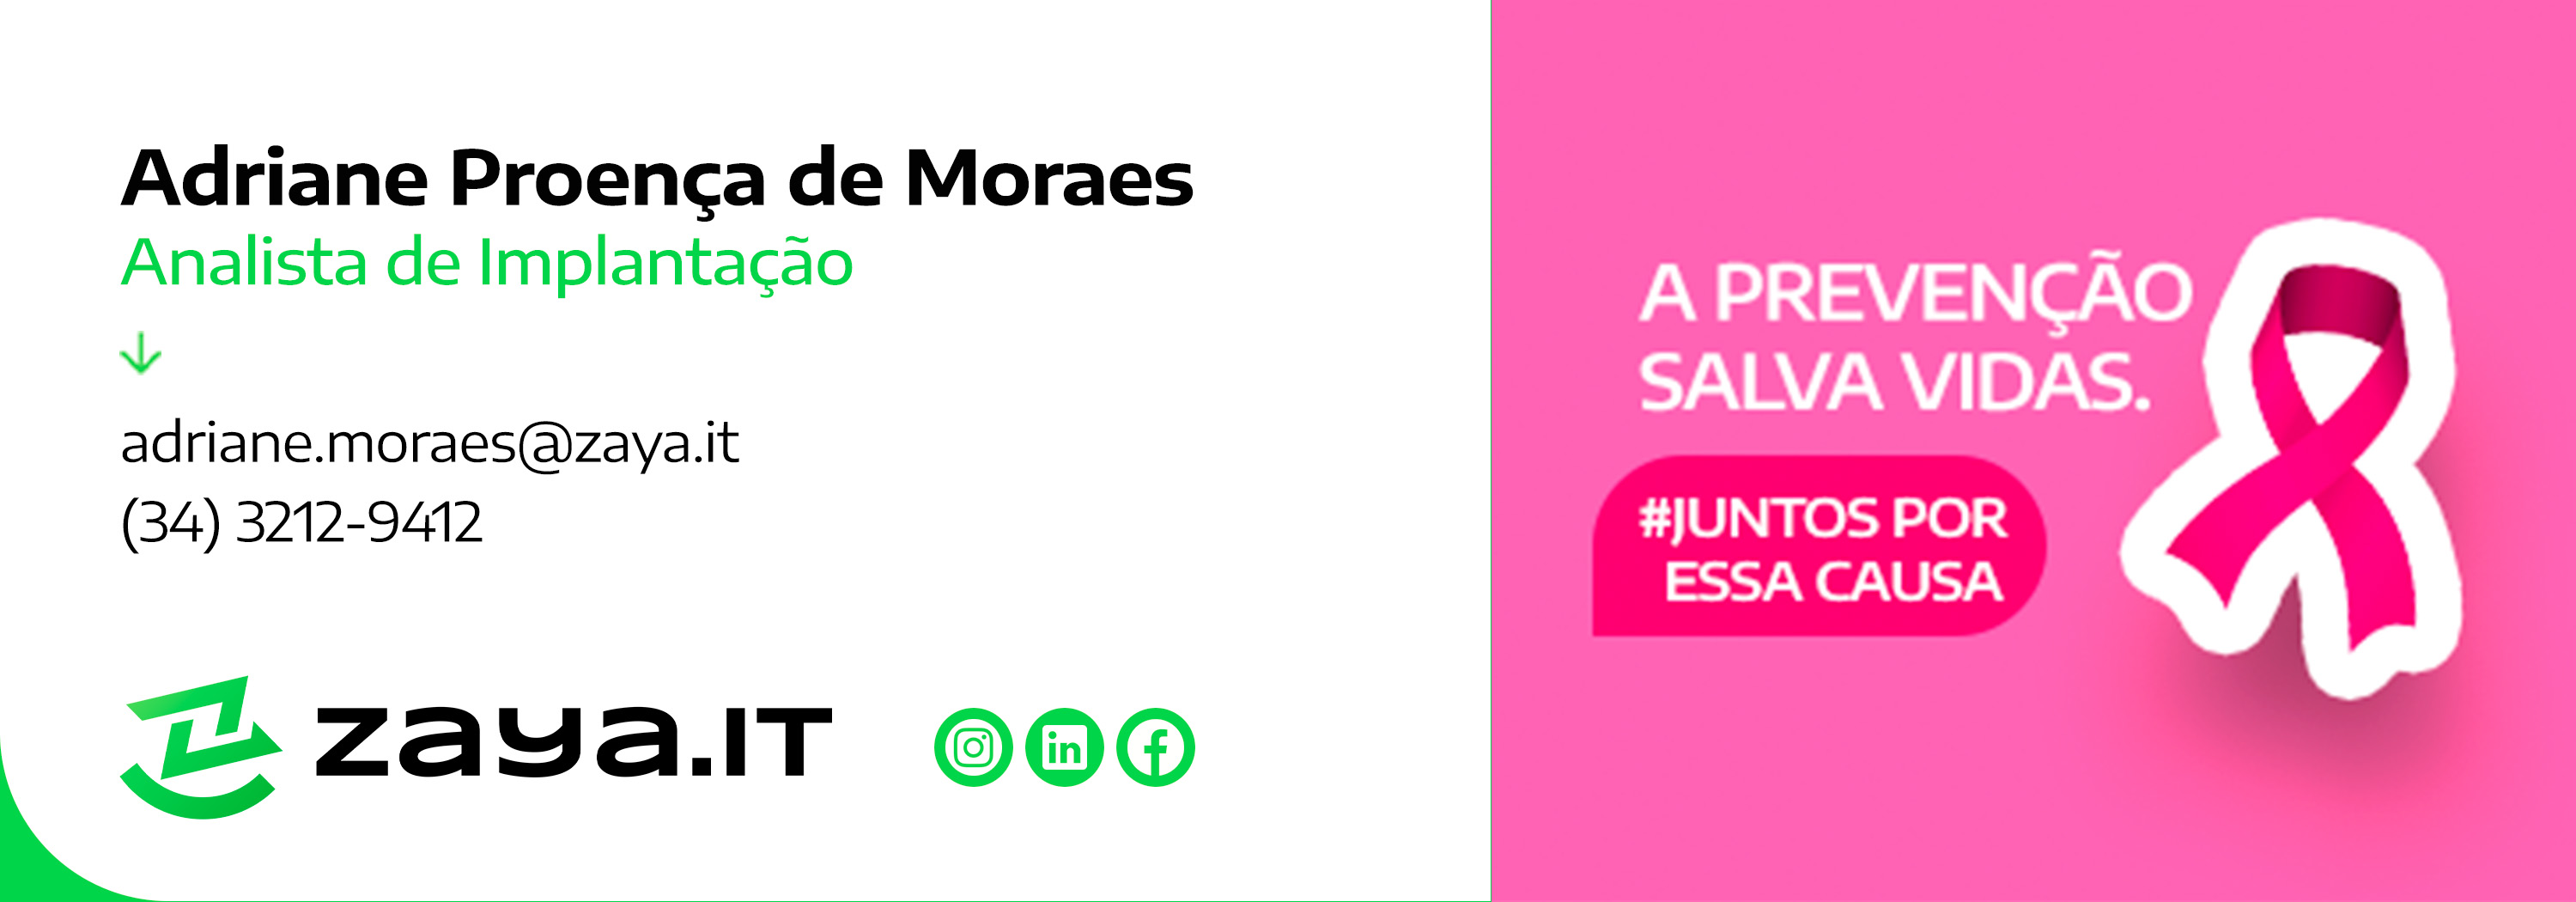 Adriane Proença de Moraes
Analista de Implantação
adriane.moraes@zaya.it
(34) 3212-9412
zaya.IT
in
f
A PREVENÇÃO
SALVA VIDAS.
#JUNTOS POR
ESSA CAUSA